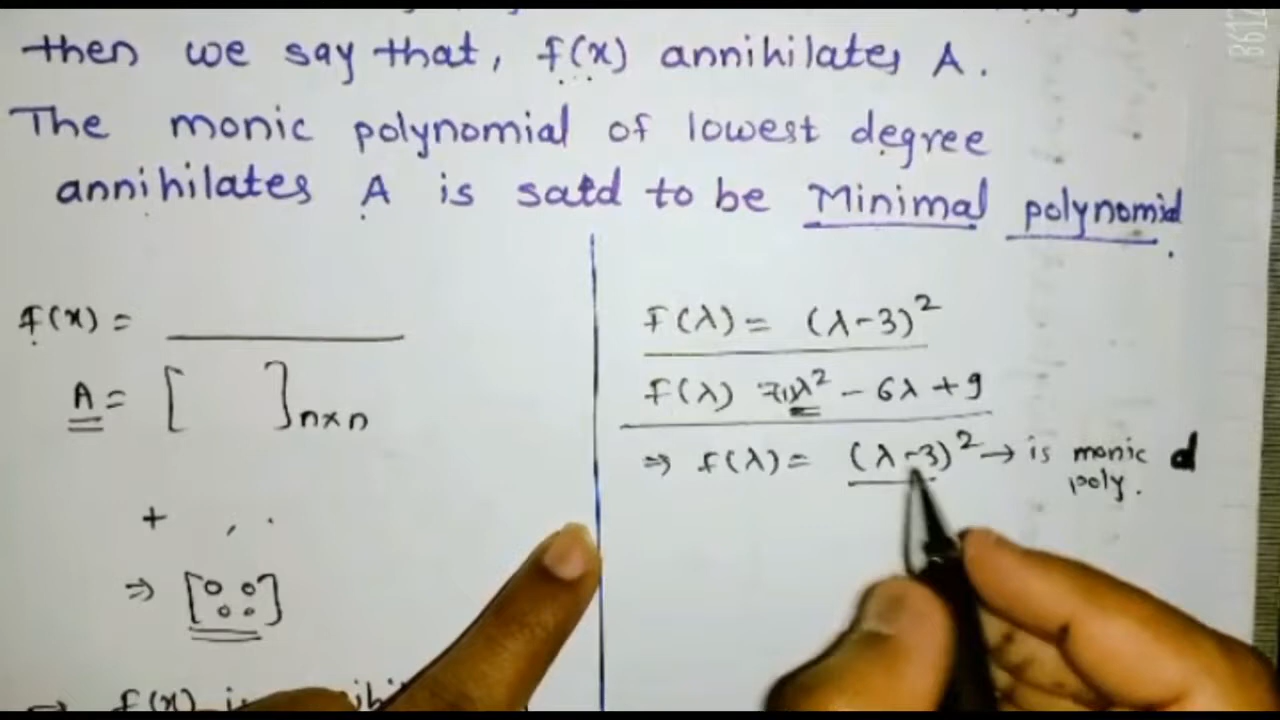 then we say that, f(x) annihilates A.
The monic polynomial of lowest degree
annihilates A is said to be Minimal polynomial.
f(x) =
A = [ ]n×n
+ , .
⇒ [0 0
0 0]
⇒ f(x) i
f(λ) = (λ-3)²
f(λ) λ² - 6λ + 9
⇒ f(λ) = (λ-3)² → is monic
poly.